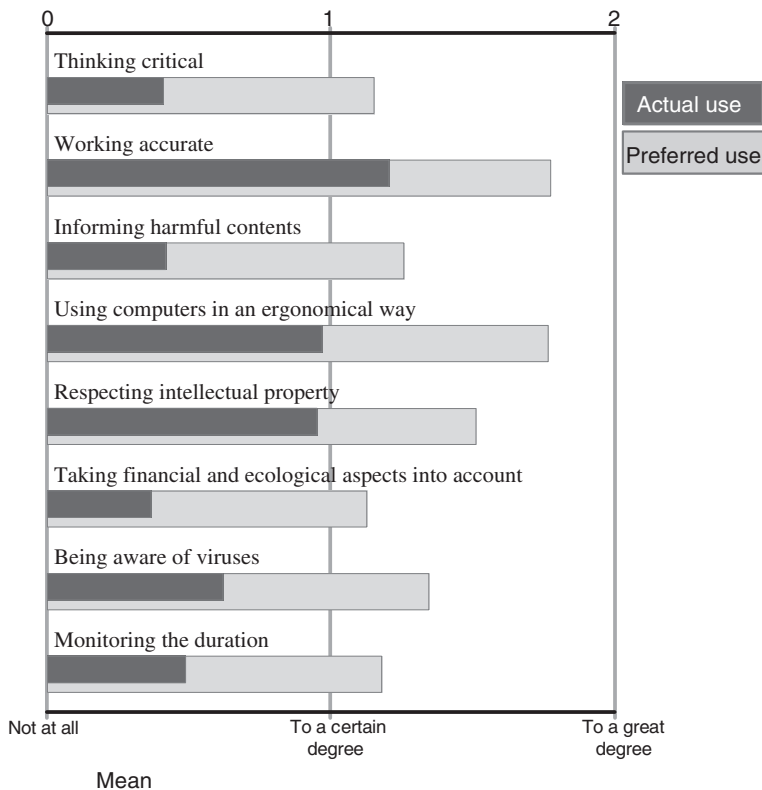 0 1 2
Thinking critical
Actual use
Working accurate
Preferred use
Informing harmful contents
Using computers in an ergonomical way
Respecting intellectual property
Taking financial and ecological aspects into account
Being aware of viruses
Monitoring the duration
Not at all To a certain To a great
degree degree
Mean